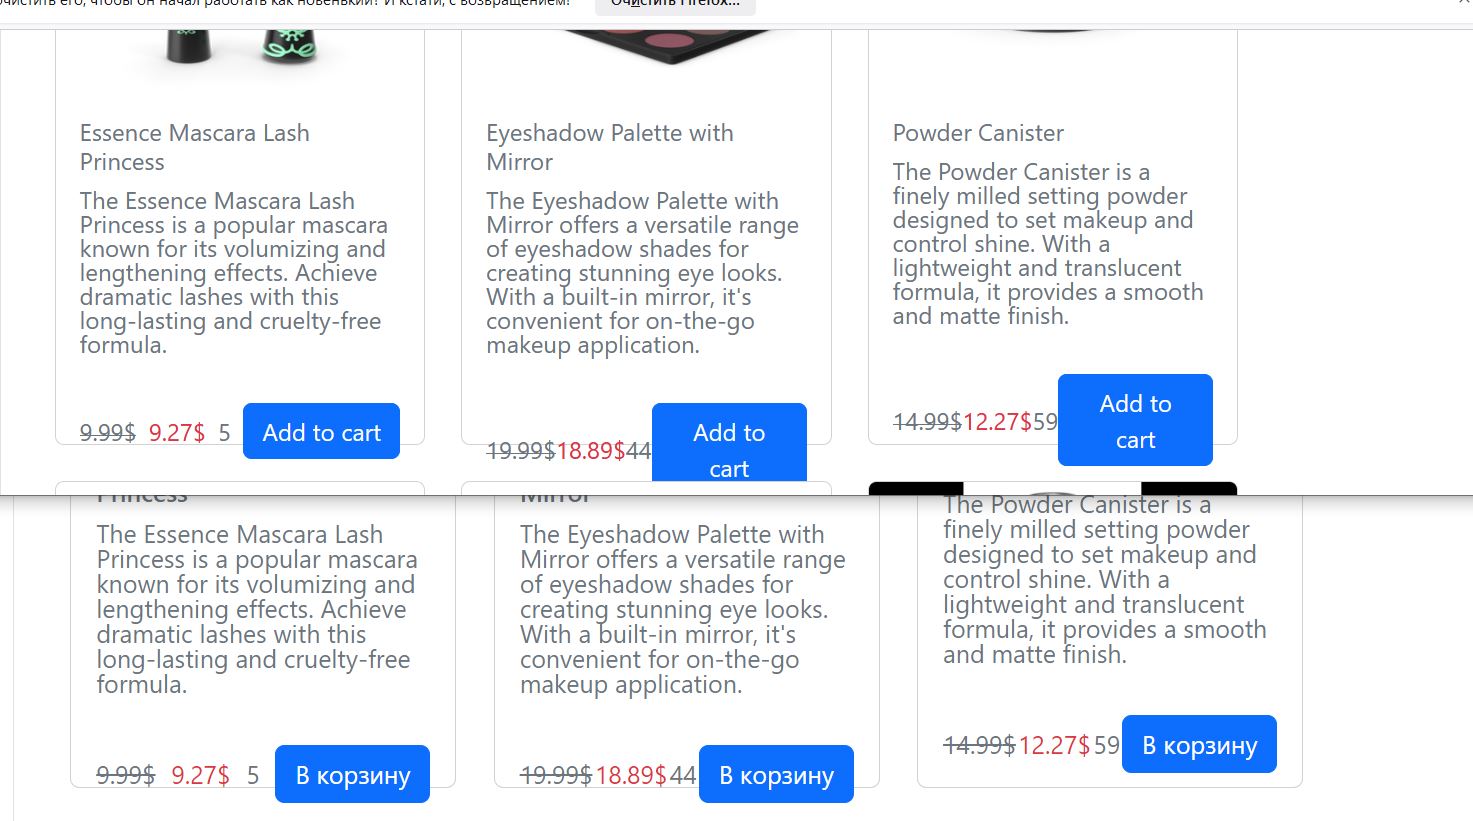 очистить его, чтобы он начал работать как новенький? И кстати, с возвращением!
Очистить Firefox...
Essence Mascara Lash
Princess
The Essence Mascara Lash
Princess is a popular mascara
known for its volumizing and
lengthening effects. Achieve
dramatic lashes with this
long-lasting and cruelty-free
formula.
9.99$ 9.27$ 5 Add to cart
Eyeshadow Palette with
Mirror
The Eyeshadow Palette with
Mirror offers a versatile range
of eyeshadow shades for
creating stunning eye looks.
With a built-in mirror, it's
convenient for on-the-go
makeup application.
19.99$18.89$44 Add to
cart
Powder Canister
The Powder Canister is a
finely milled setting powder
designed to set makeup and
control shine. With a
lightweight and translucent
formula, it provides a smooth
and matte finish.
14.99$12.27$59 Add to
cart
Princess
The Essence Mascara Lash
Princess is a popular mascara
known for its volumizing and
lengthening effects. Achieve
dramatic lashes with this
long-lasting and cruelty-free
formula.
9.99$ 9.27$ 5 В корзину
Mirror
The Eyeshadow Palette with
Mirror offers a versatile range
of eyeshadow shades for
creating stunning eye looks.
With a built-in mirror, it's
convenient for on-the-go
makeup application.
19.99$18.89$44 В корзину
The Powder Canister is a
finely milled setting powder
designed to set makeup and
control shine. With a
lightweight and translucent
formula, it provides a smooth
and matte finish.
14.99$12.27$59 В корзину